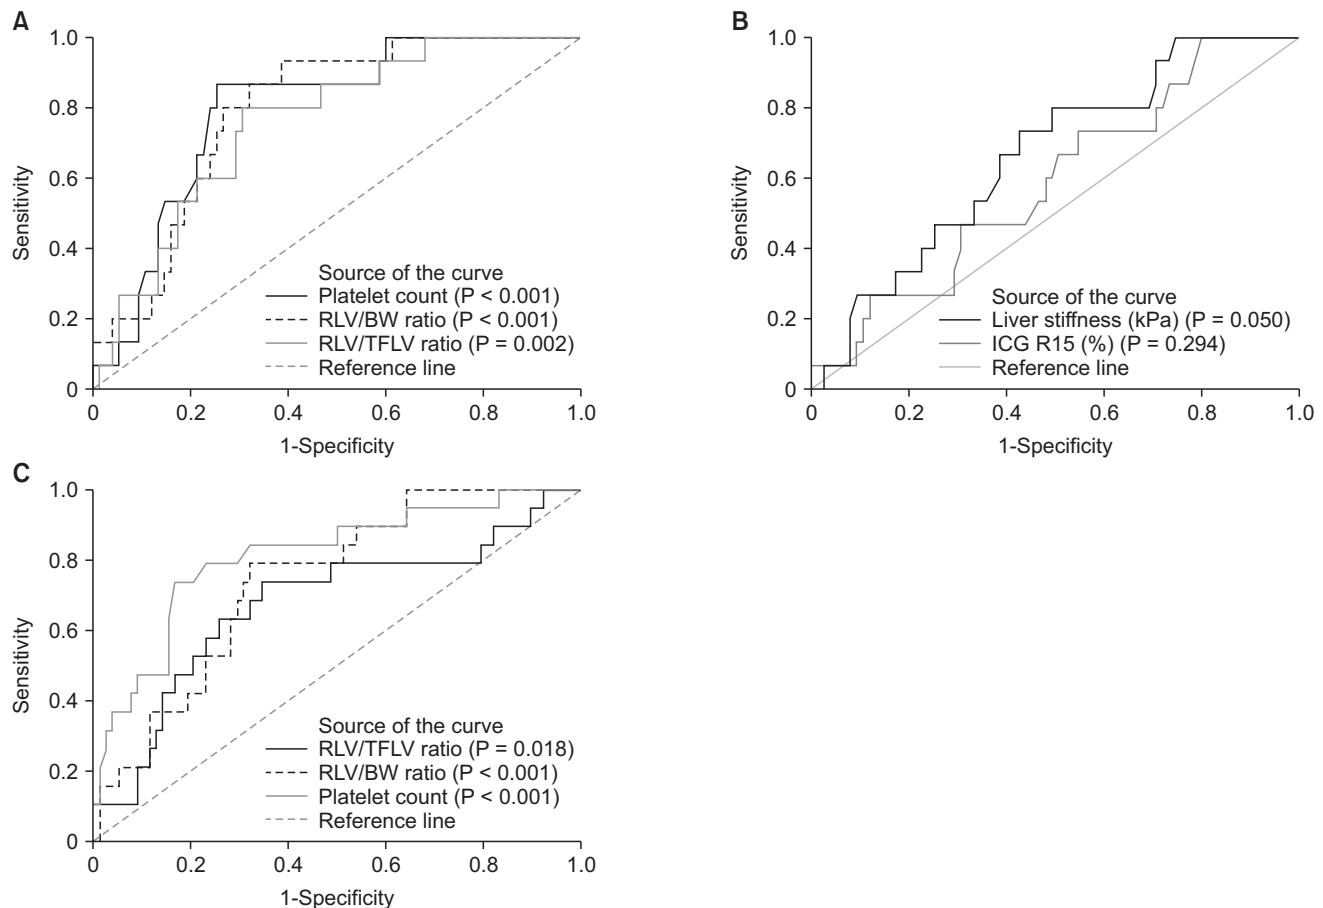 A
1.0
0.8
0.6
0.4
0.2
0
Sensitivity
Source of the curve
Platelet count (P < 0.001)
RLV/BW ratio (P < 0.001)
RLV/TFLV ratio (P = 0.002)
Reference line
0 0.2 0.4 0.6 0.8 1.0
1-Specificity
B
1.0
0.8
0.6
0.4
0.2
0
Sensitivity
Source of the curve
Liver stiffness (kPa) (P = 0.050)
ICG R15 (%) (P = 0.294)
Reference line
0 0.2 0.4 0.6 0.8 1.0
1-Specificity
C
1.0
0.8
0.6
0.4
0.2
0
Sensitivity
Source of the curve
RLV/TFLV ratio (P = 0.018)
RLV/BW ratio (P < 0.001)
Platelet count (P < 0.001)
Reference line
0 0.2 0.4 0.6 0.8 1.0
1-Specificity